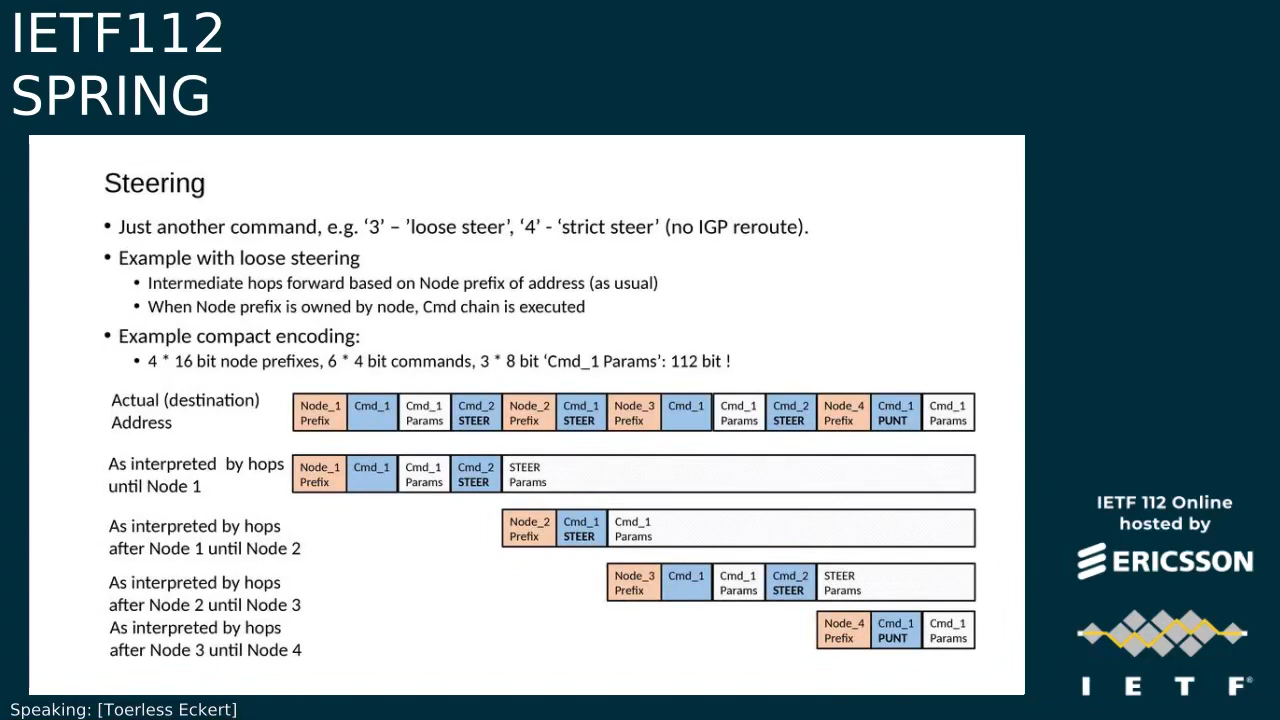 IETF112
SPRING
Steering
• Just another command, e.g. ‘3’ – ’loose steer’, ‘4’ - ‘strict steer’ (no IGP reroute).
• Example with loose steering
• Intermediate hops forward based on Node prefix of address (as usual)
• When Node prefix is owned by node, Cmd chain is executed
• Example compact encoding:
• 4 * 16 bit node prefixes, 6 * 4 bit commands, 3 * 8 bit ‘Cmd_1 Params’: 112 bit !
Actual (destination)
Address
Node_1 Cmd_1 Cmd_1 Cmd_2 Node_2 Cmd_1 Node_3 Cmd_1 Cmd_1 Cmd_2 Node_4 Cmd_1 Cmd_1
Prefix Params STEER Prefix STEER Prefix Params STEER Prefix PUNT Params
As interpreted by hops
until Node 1
Node_1 Cmd_1 Cmd_1 Cmd_2 STEER
Prefix Params STEER Params
As interpreted by hops
after Node 1 until Node 2
Node_2 Cmd_1 Cmd_1
Prefix STEER Params
As interpreted by hops
after Node 2 until Node 3
Node_3 Cmd_1 Cmd_1 Cmd_2 STEER
Prefix Params STEER Params
As interpreted by hops
after Node 3 until Node 4
Node_4 Cmd_1 Cmd_1
Prefix PUNT Params
IETF 112 Online
hosted by
ERICSSON
I E T F®
Speaking: [Toerless Eckert]